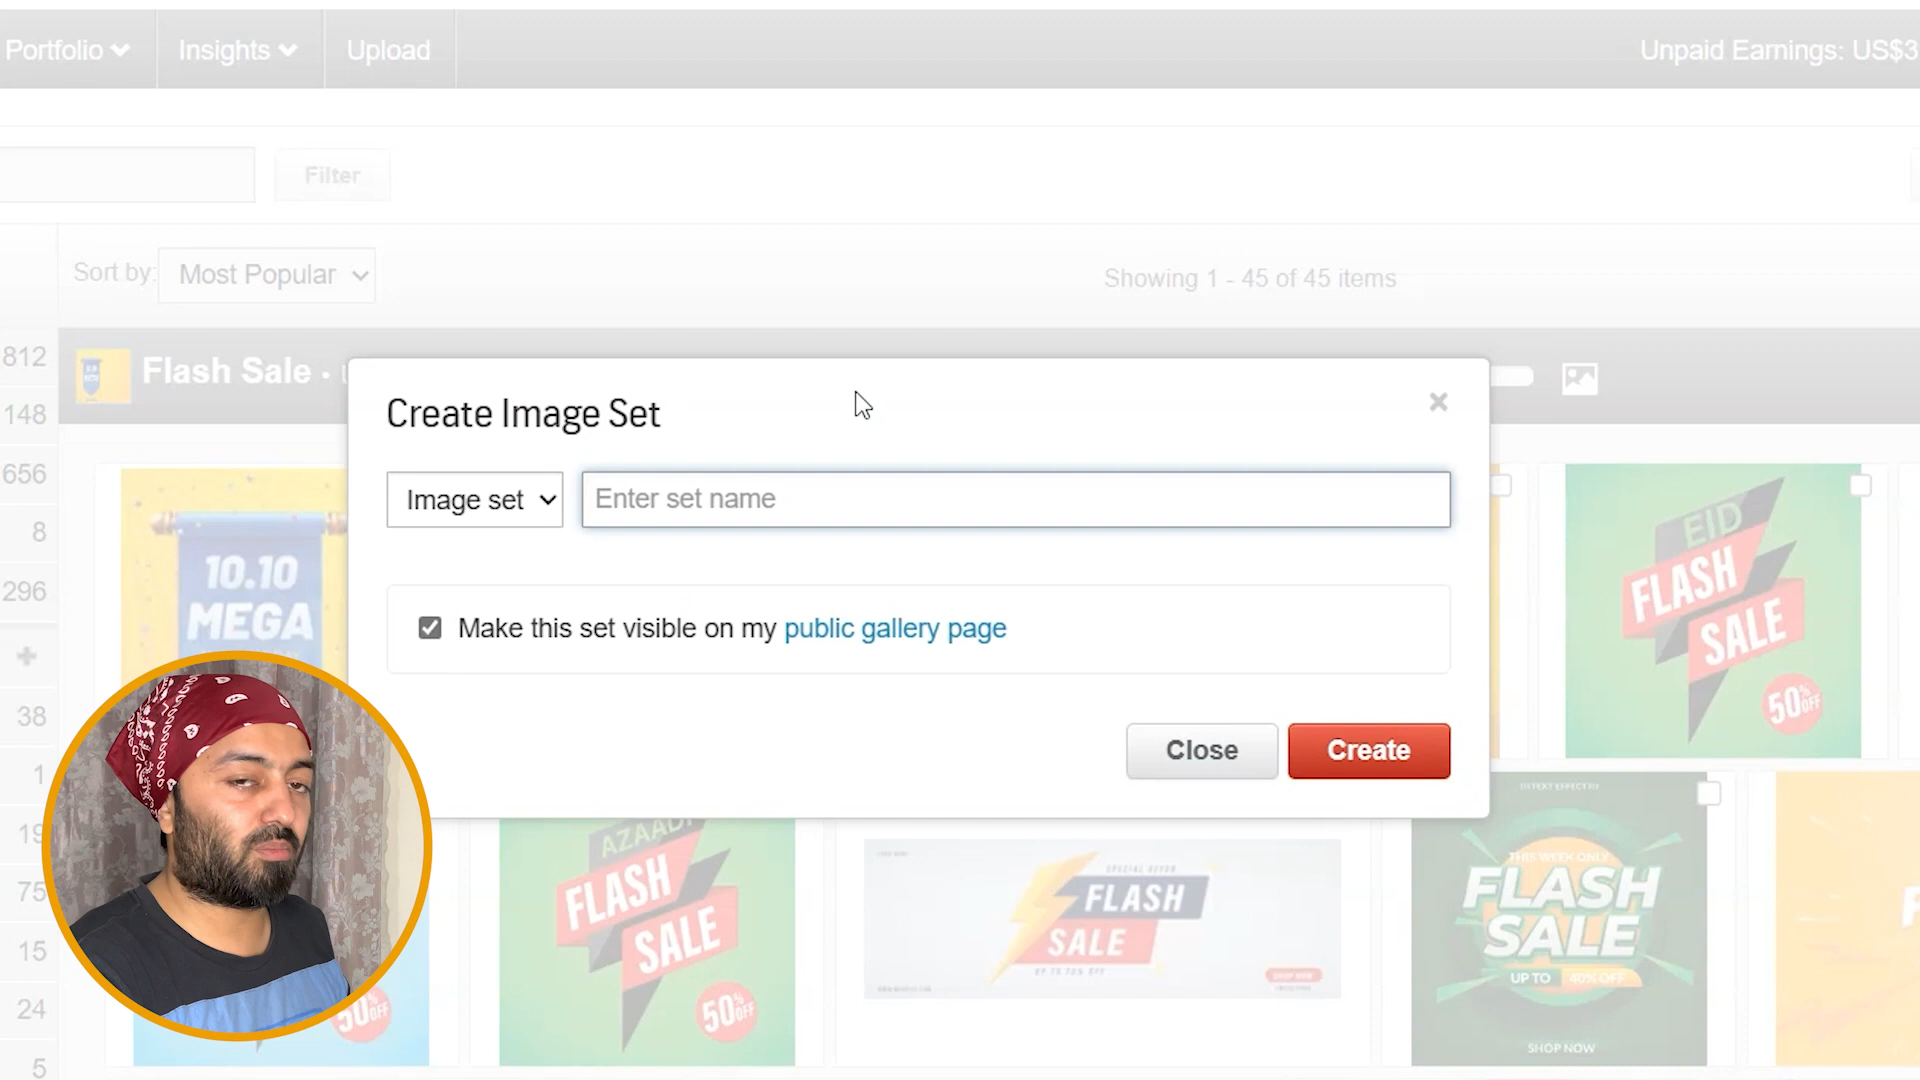 Portfolio Insights Upload Unpaid Earnings: US$3
Filter
Sort by: Most Popular Showing 1 - 45 of 45 items
812
148
656
8
296
38
1
19
75
15
24
5
Flash Sale •
Create Image Set ×
Image set Enter set name
Make this set visible on my public gallery page
Close Create
10.10
MEGA
EID
FLASH
SALE
50%
OFF
50%
OFF
AZAADI
FLASH
SALE
50%
OFF
SPECIAL OFFER
FLASH
SALE
UP TO 70% OFF
SHOP NOW
THIS WEEK ONLY
FLASH
SALE
UP TO 40% OFF
SHOP NOW